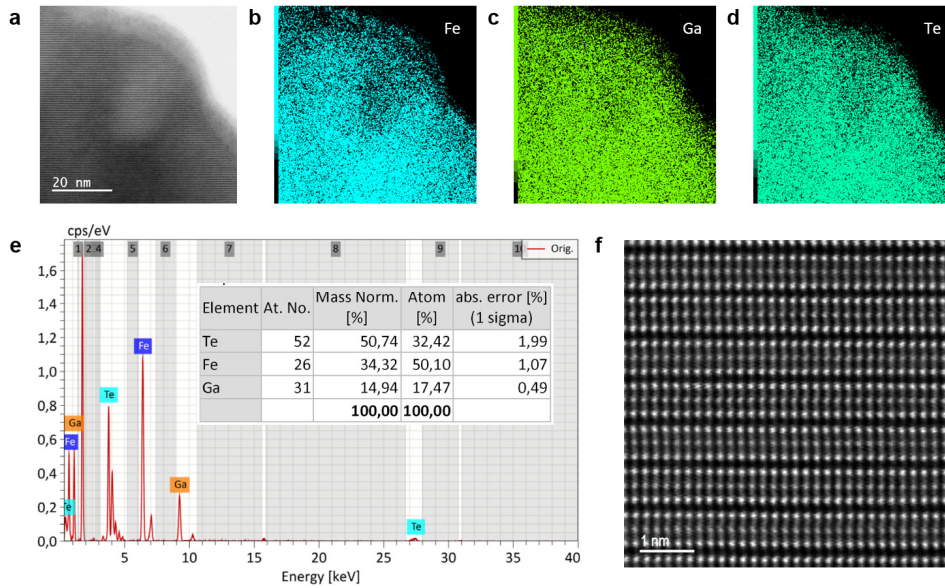 a b c d
Fe Ga Te
20 nm
e f
cps/eV
1 2 4 5 6 7 8 9 10
Orig.
1,6
1,4
1,2
1,0
0,8
0,6
0,4
0,2
0,0
Fe
Te
Ga
Fe
Ga
Te
Te
Element At. No. Mass Norm. [%] Atom [%] abs. error [%] (1 sigma)
Te 52 50,74 32,42 1,99
Fe 26 34,32 50,10 1,07
Ga 31 14,94 17,47 0,49
100,00 100,00
5 10 15 20 25 30 35 40
Energy [keV]
1 nm